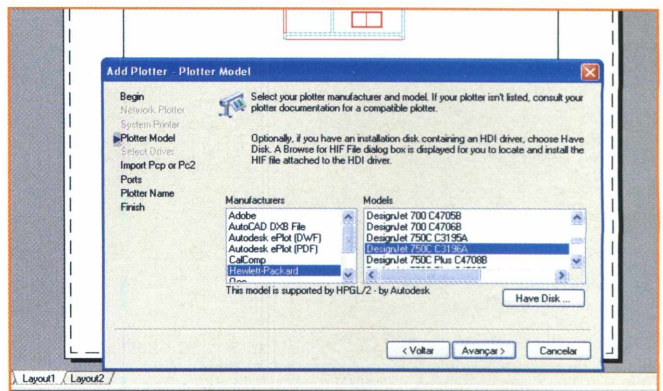 Add Plotter - Plotter Model
Begin
Network Plotter
System Printer
Plotter Model
Select Driver
Import Pcp or Pc2
Ports
Plotter Name
Finish
Select your plotter manufacturer and model. If your plotter isn't listed, consult your
plotter documentation for a compatible plotter.
Optionally, if you have an installation disk containing an HDI driver, choose Have
Disk. A Browse for HIF File dialog box is displayed for you to locate and install the
HIF file attached to the HDI driver.
Manufacturers
Adobe
AutoCAD DXB File
Autodesk ePlot (DWF)
Autodesk ePlot (PDF)
CalComp
Hewlett-Packard
Models
DesignJet 700 C4705B
DesignJet 700 C4706B
DesignJet 750C C3195A
DesignJet 750C C3196A
DesignJet 750C Plus C4708B
This model is supported by HPGL/2 - by Autodesk
Have Disk ...
< Voltar
Avançar >
Cancelar
Layout1
Layout2